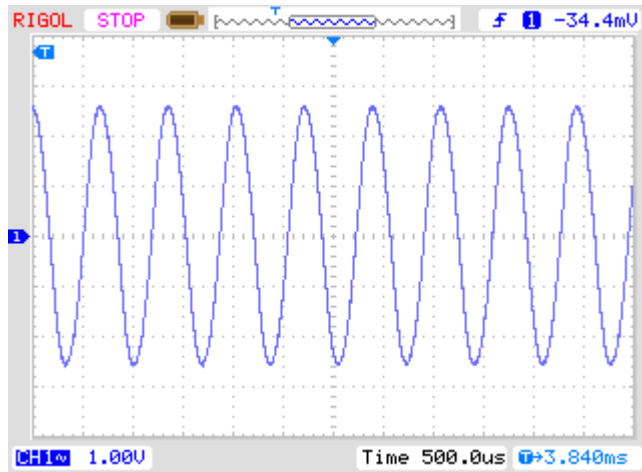 RIGOL STOP T 1 -34.4mV
T
1
CH1~ 1.00V Time 500.0us T→3.840ms